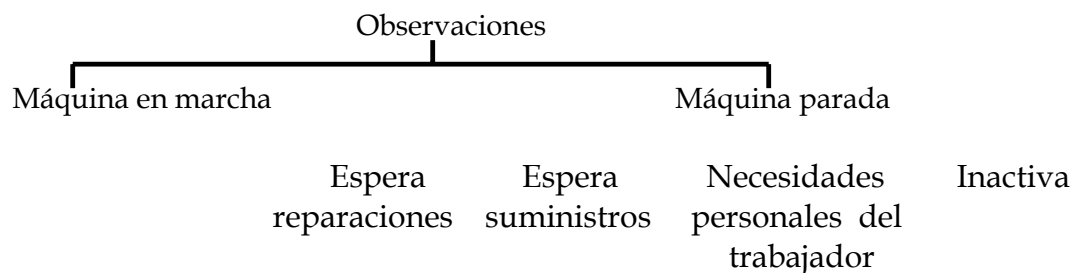 Observaciones
Máquina en marcha Máquina parada
Espera Espera Necesidades Inactiva
reparaciones suministros personales del
trabajador